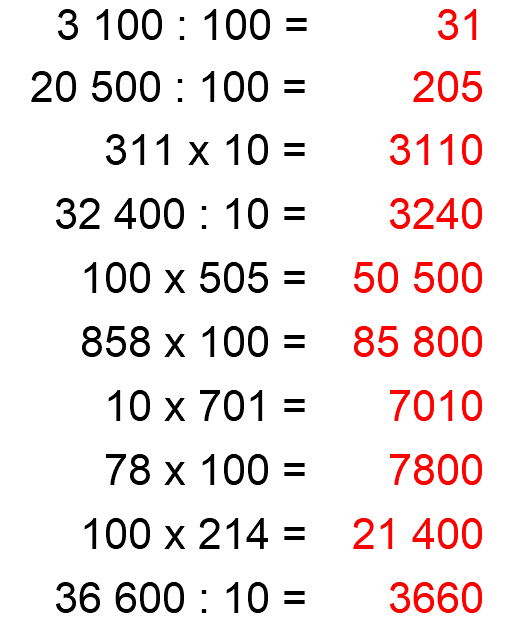 3 100 : 100 = 31
20 500 : 100 = 205
311 x 10 = 3110
32 400 : 10 = 3240
100 x 505 = 50 500
858 x 100 = 85 800
10 x 701 = 7010
78 x 100 = 7800
100 x 214 = 21 400
36 600 : 10 = 3660